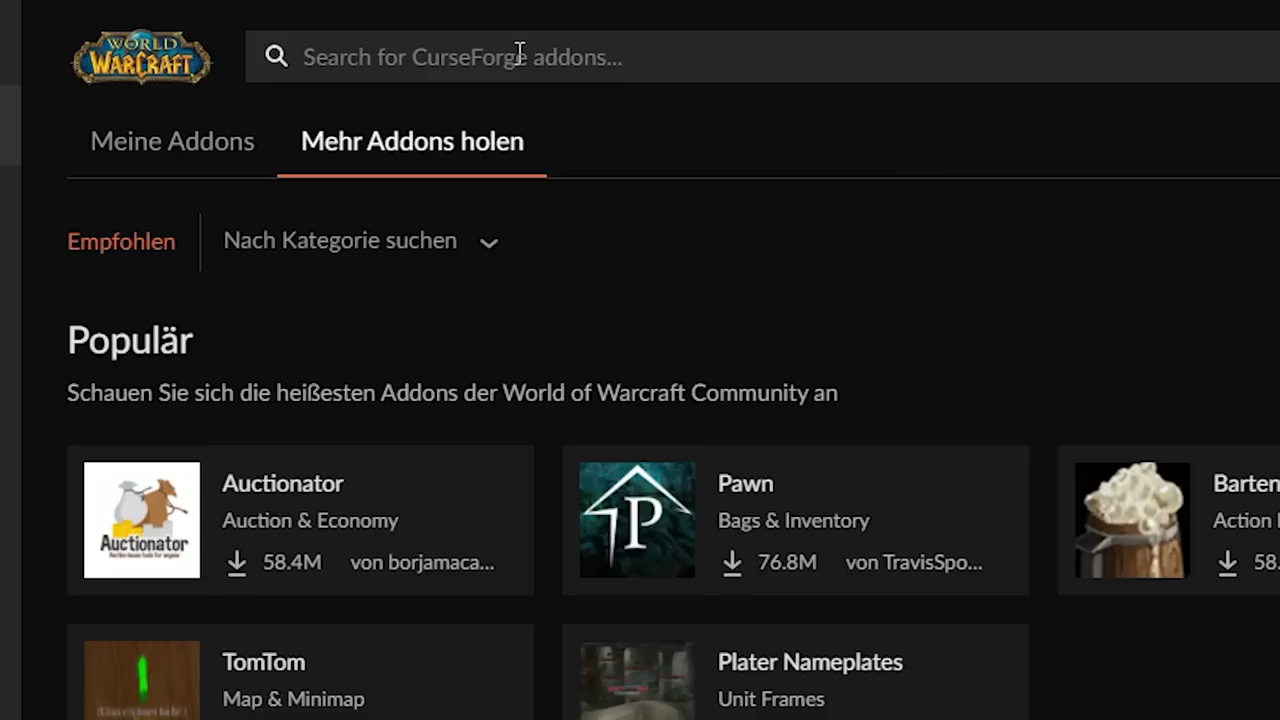 WORLD
WARCRAFT
Search for CurseForge addons...
Meine Addons
Mehr Addons holen
Empfohlen
Nach Kategorie suchen
Populär
Schauen Sie sich die heißesten Addons der World of Warcraft Community an
Auctionator
Auctionator
Auction & Economy
58.4M von borjamaca...
P
Pawn
Bags & Inventory
76.8M von TravisSpo...
Barten
Action
58.
TomTom
Map & Minimap
Plater Nameplates
Unit Frames